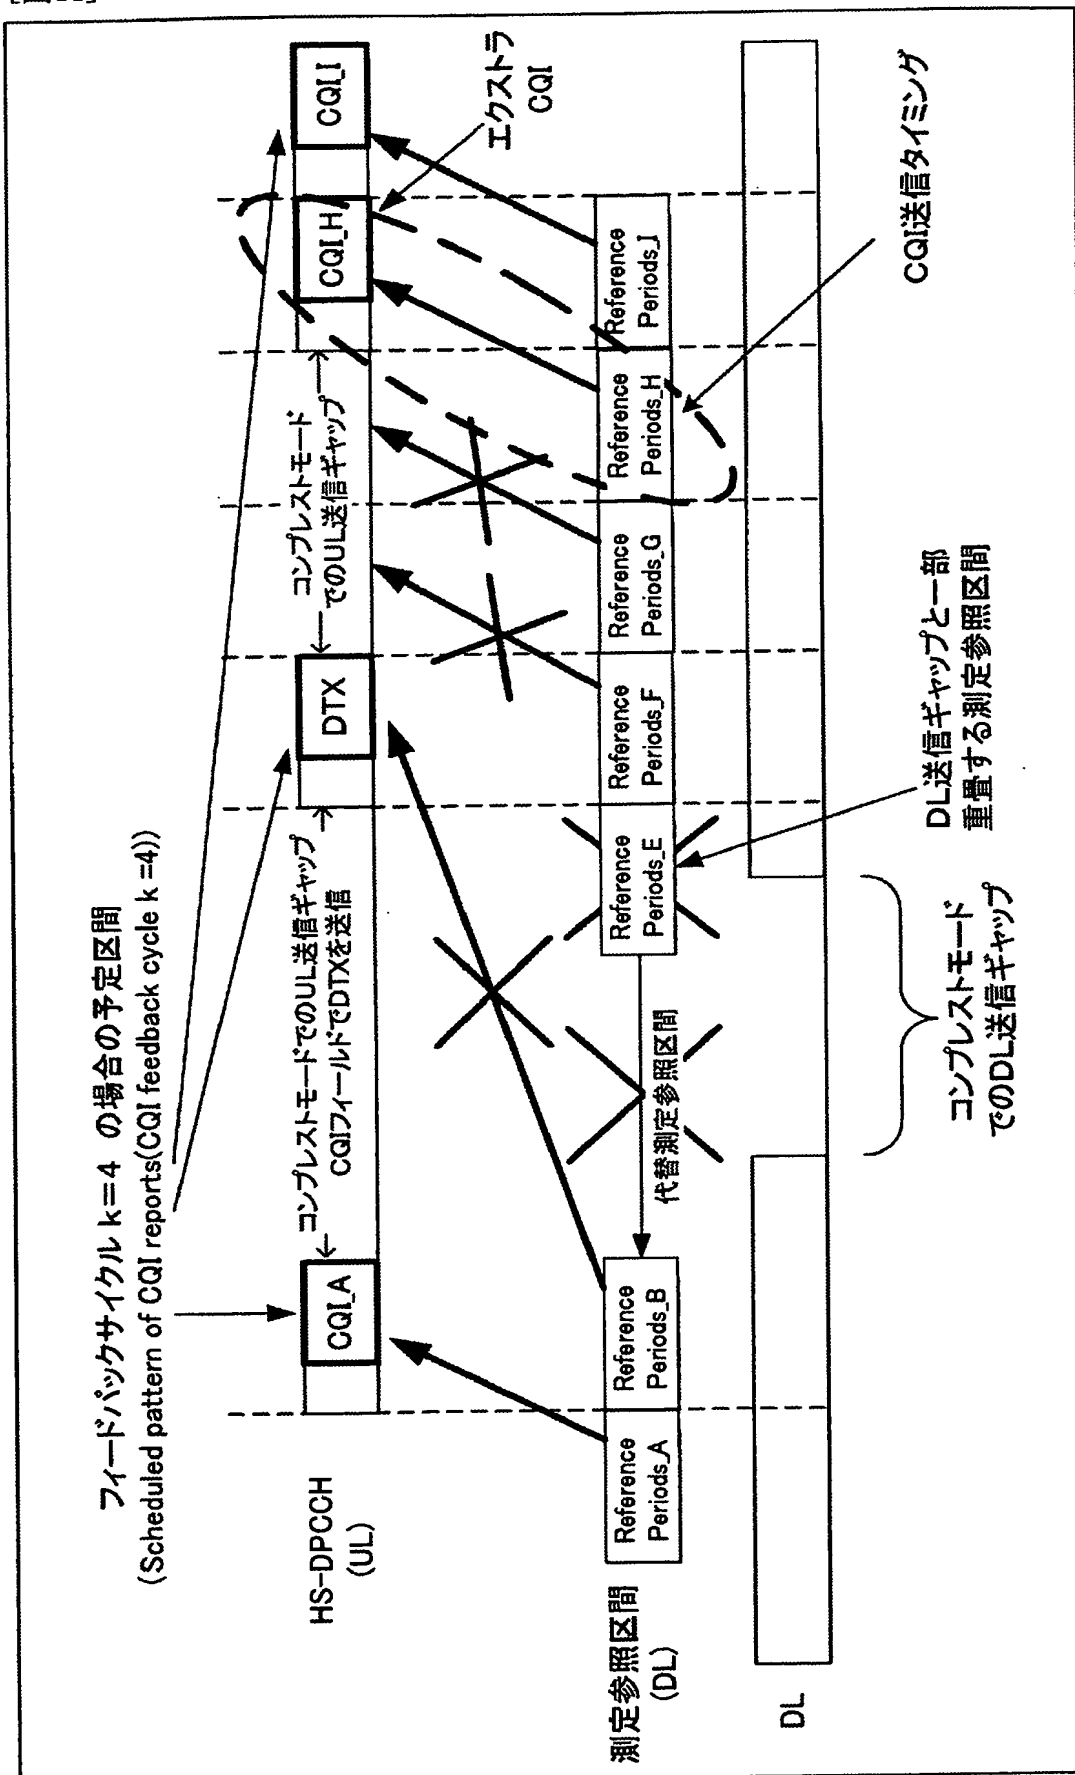 フィードバックサイクル k=4 の場合の予定区間
(Scheduled pattern of CQI reports(CQI feedback cycle k =4))
コンプレストモードでのUL送信ギャップ
CQIフィールドでDTXを送信
コンプレストモード
でのUL送信ギャップ
エクストラ
CQI
HS-DPCCH
(UL)
CQI_A
DTX
CQI_H
CQI_I
測定参照区間
(DL)
Reference
Periods_A
Reference
Periods_B
代替測定参照区間
Reference
Periods_E
Reference
Periods_F
Reference
Periods_G
Reference
Periods_H
Reference
Periods_I
DL
コンプレストモード
でのDL送信ギャップ
DL送信ギャップと一部
重畳する測定参照区間
CQI送信タイミング